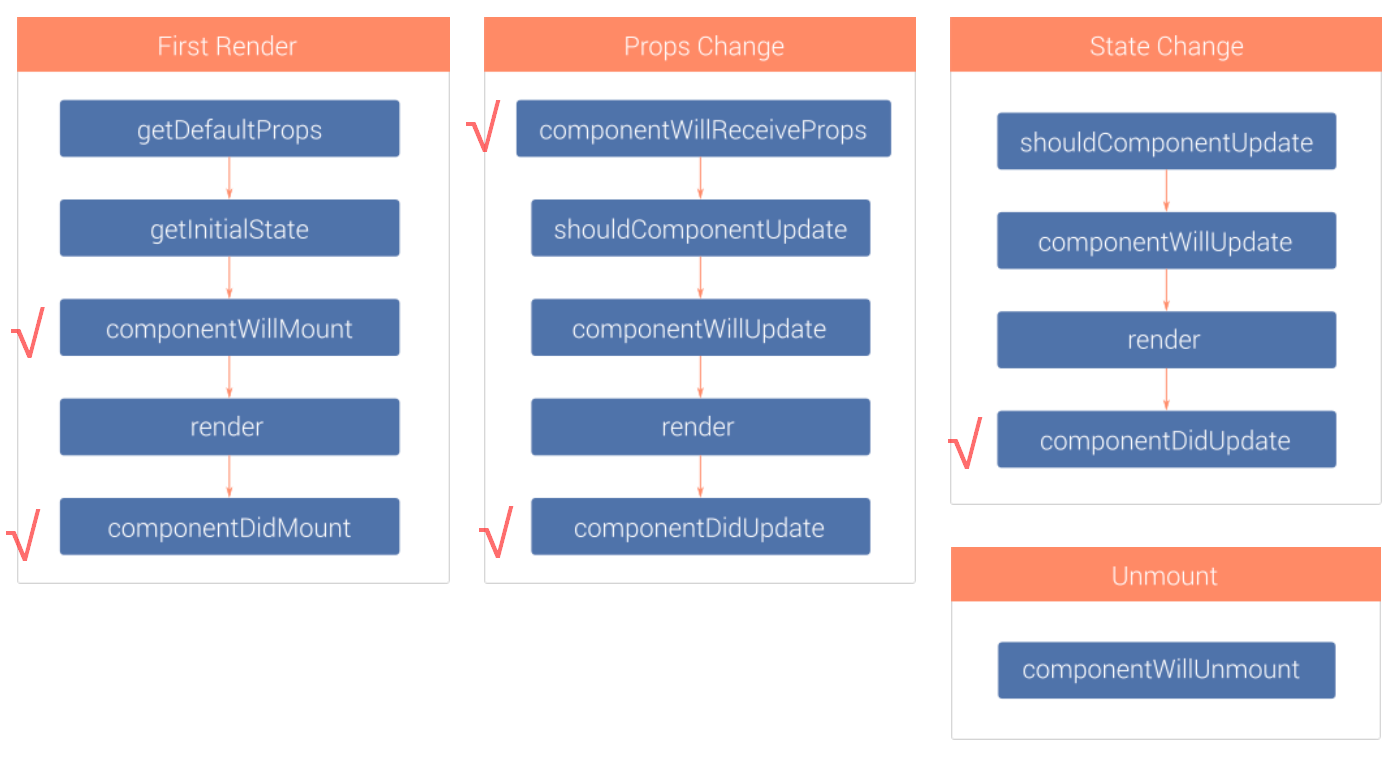 First Render
getDefaultProps
getInitialState
componentWillMount
render
componentDidMount
Props Change
componentWillReceiveProps
shouldComponentUpdate
componentWillUpdate
render
componentDidUpdate
State Change
shouldComponentUpdate
componentWillUpdate
render
componentDidUpdate
Unmount
componentWillUnmount